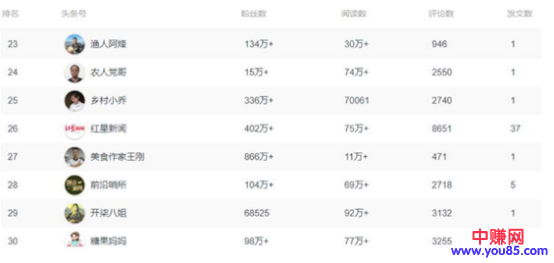 排名 头条号 粉丝数 阅读数 评论数 发文数
23 渔人阿烽 134万+ 30万+ 946 1
24 农人党哥 15万+ 74万+ 2550 1
25 乡村小乔 336万+ 70061 2740 1
26 红星新闻 402万+ 75万+ 8651 37
27 美食作家王刚 866万+ 11万+ 471 1
28 前沿哨所 104万+ 69万+ 2718 5
29 开柒八姐 68525 92万+ 3132 1
30 糖果妈妈 98万+ 77万+ 3255
中赚网
www.you85.com